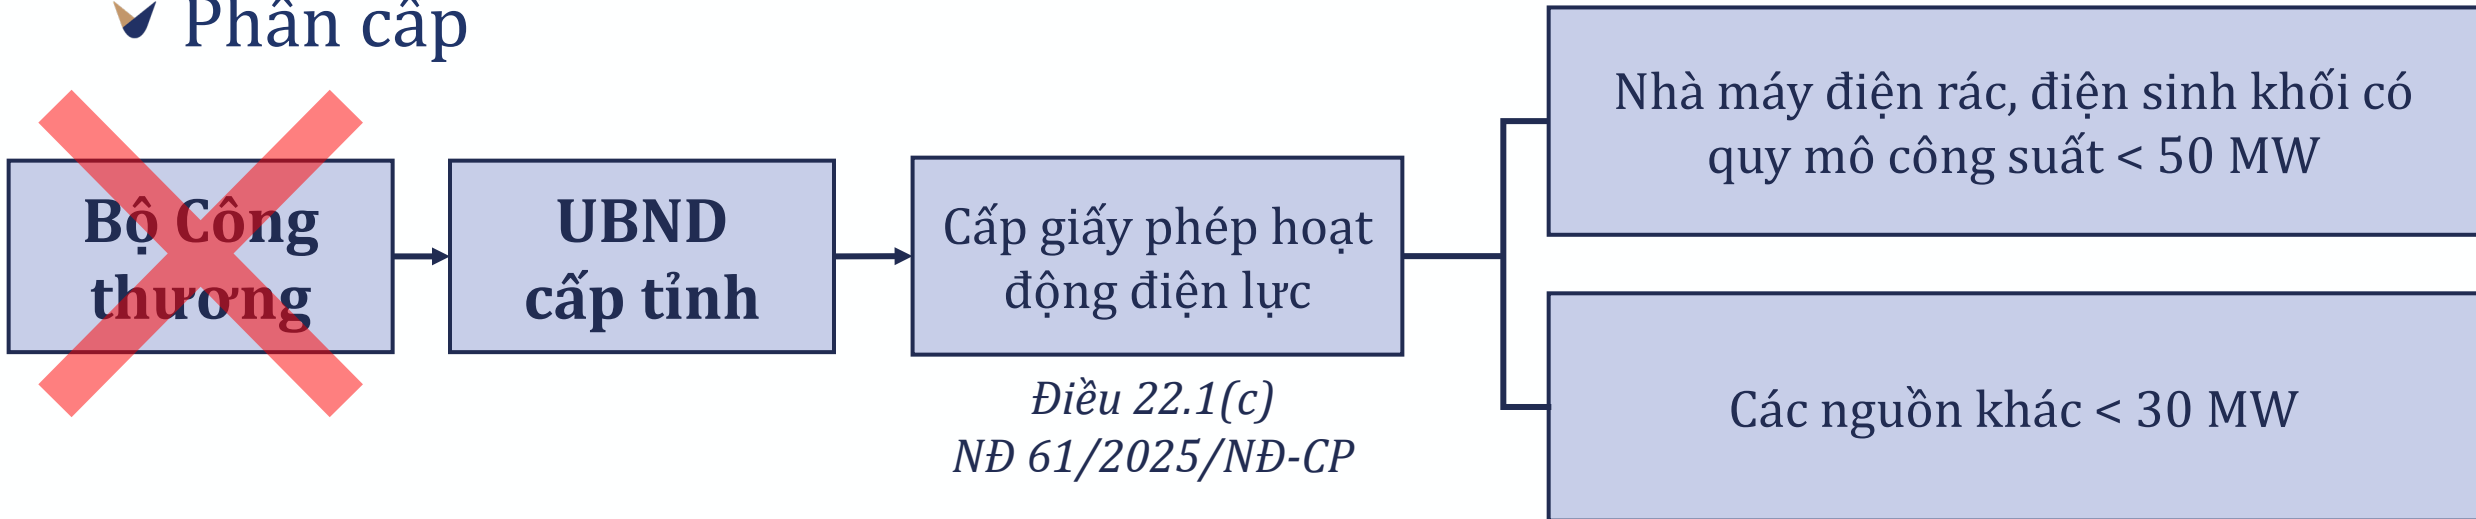 Phân cấp
Bộ Công
thương
UBND
cấp tỉnh
Cấp giấy phép hoạt
động điện lực
Điều 22.1(c)
NĐ 61/2025/NĐ-CP
Nhà máy điện rác, điện sinh khối có
quy mô công suất < 50 MW
Các nguồn khác < 30 MW